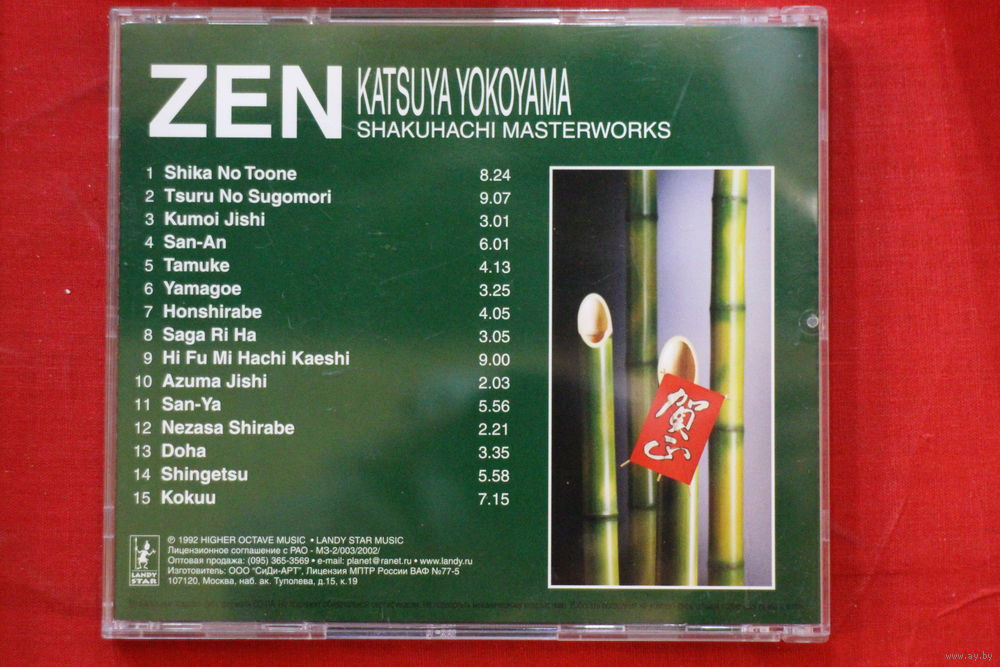 ZEN
KATSUYA YOKOYAMA
SHAKUHACHI MASTERWORKS
1 Shika No Toone 8.24
2 Tsuru No Sugomori 9.07
3 Kumoi Jishi 3.01
4 San-An 6.01
5 Tamuke 4.13
6 Yamagoe 3.25
7 Honshirabe 4.05
8 Saga Ri Ha 3.05
9 Hi Fu Mi Hachi Kaeshi 9.00
10 Azuma Jishi 2.03
11 San-Ya 5.56
12 Nezasa Shirabe 2.21
13 Doha 3.35
14 Shingetsu 5.58
15 Kokuu 7.15
賀正
LANDY
STAR
℗ 1992 HIGHER OCTAVE MUSIC • LANDY STAR MUSIC
Лицензионное соглашение с РАО - МЗ-2/003/2002/
Оптовая продажа: (095) 365-3569 • e-mail: planet@ranet.ru • www.landy.ru
Изготовитель: ООО "СиДи-АРТ", Лицензия МПТР России ВАФ №77-5
107120, Москва, наб. ак. Туполева, д.15, к.19
www.ay.by